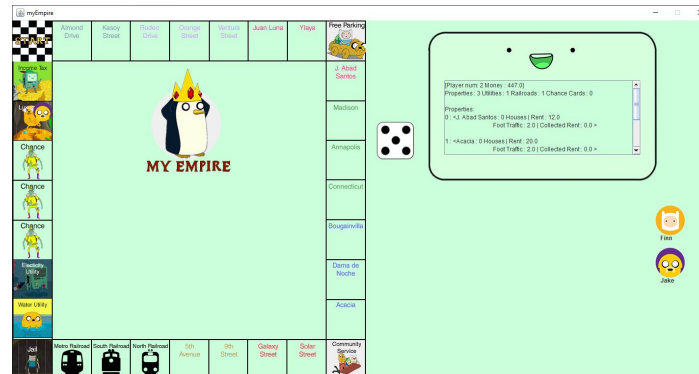 myEmpire
START
Almond
Drive
Kasoy
Street
Rodeo
Drive
Orange
Street
Ventura
Street
Juan Luna
Ylaya
Free Parking
Income Tax
J. Abad
Santos
Madison
Chance
Annapolis
Chance
Connecticut
Chance
Bougainvilla
Electicity
Utility
Dama de
Noche
Water Utility
Acacia
Jail
Metro Railroad
South Railroad
North Railroad
5th
Avenue
9th
Street
Galaxy
Street
Solar
Street
Community
Service
MY EMPIRE
[Player num: 2 Money : 447.0]
Properties : 3 Utilities : 1 Railroads : 1 Chance Cards : 0
Properties:
0 : <J. Abad Santos : 0 Houses | Rent : 12.0
Foot Traffic : 2.0 | Collected Rent : 0.0 >
1 : <Acacia : 0 Houses | Rent : 20.0
Foot Traffic : 2.0 | Collected Rent : 0.0 >
Finn
Jake